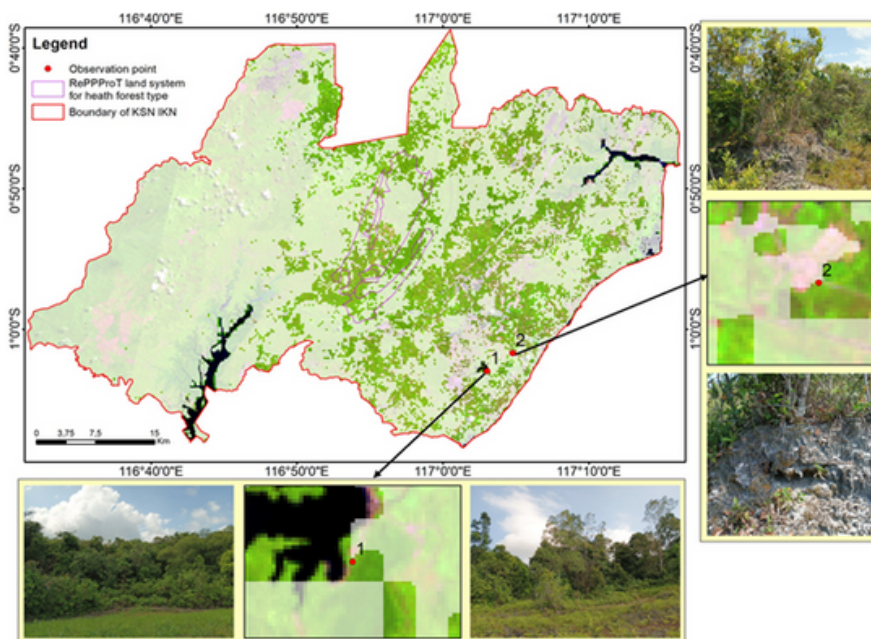 116°40'0"E 116°50'0"E 117°0'0"E 117°10'0"E
Legend
Observation point
RePPProT land system
for heath forest type
Boundary of KSN IKN
0°40'0"S
0°40'0"S
0°50'0"S
0°50'0"S
1°0'0"S
1°0'0"S
2
1
0 3.75 7.5 15
Km
116°40'0"E 116°50'0"E 117°0'0"E 117°10'0"E
2
1